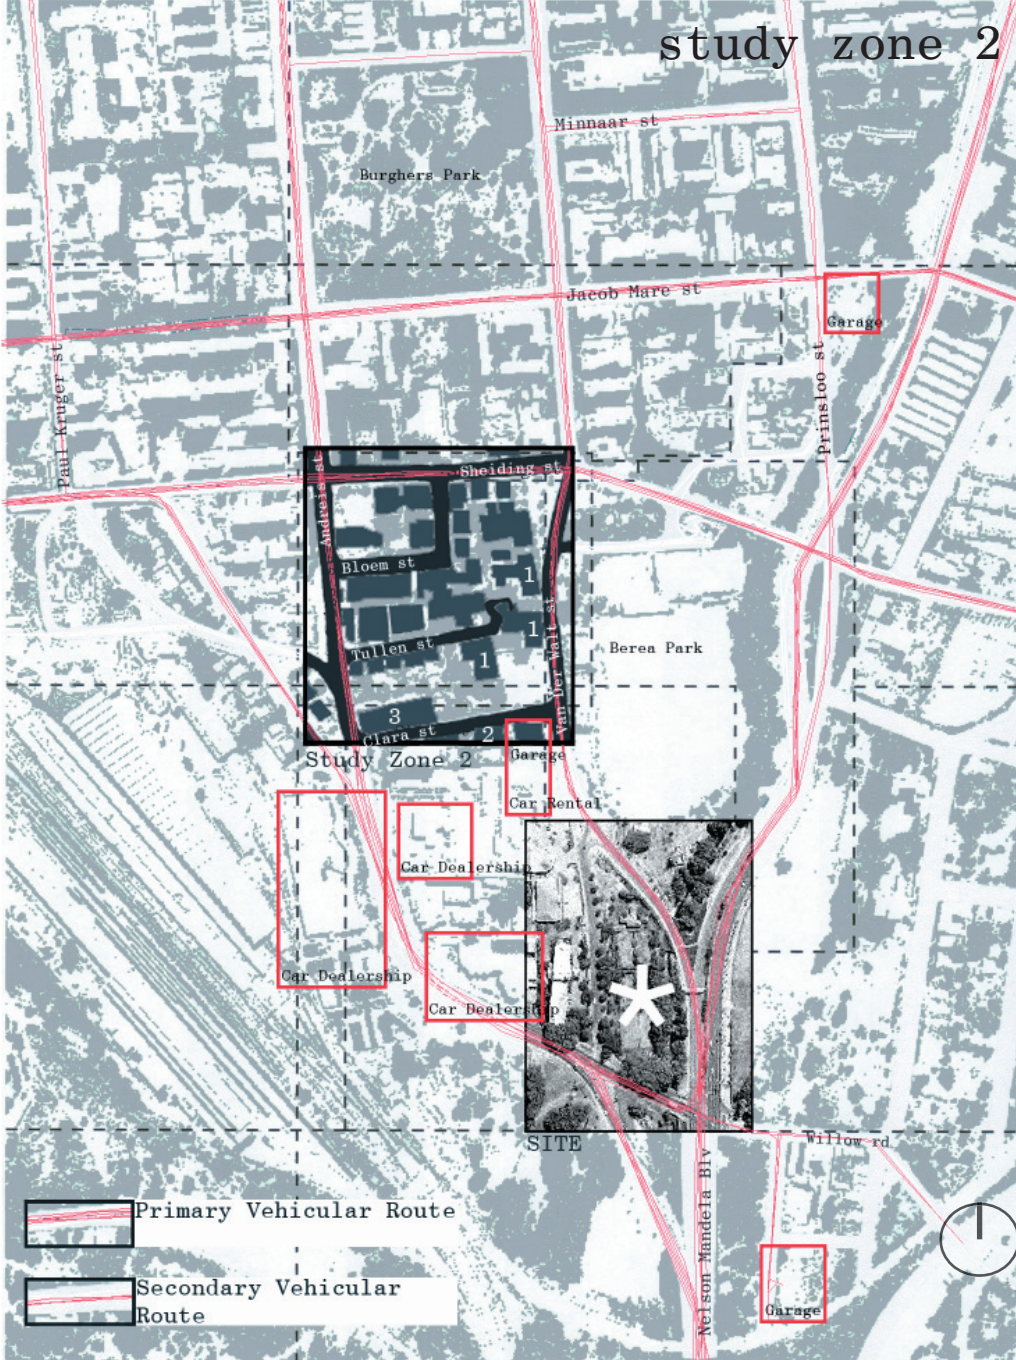 study zone 2
Minnaar st
Burghers Park
Jacob Mare st
Garage
Paul Kruger st
Prinsloo st
Andreis st
Sheiding st
Bloem st
1
Van Der Walt st
1
Tullen st
1
Berea Park
3
Clara st
2
Study Zone 2
Garage
Car Rental
Car Dealership
Car Dealership
Car Dealership
SITE
Willow rd
Nelson Mandela Blv
Primary Vehicular Route
Secondary Vehicular
Route
Garage